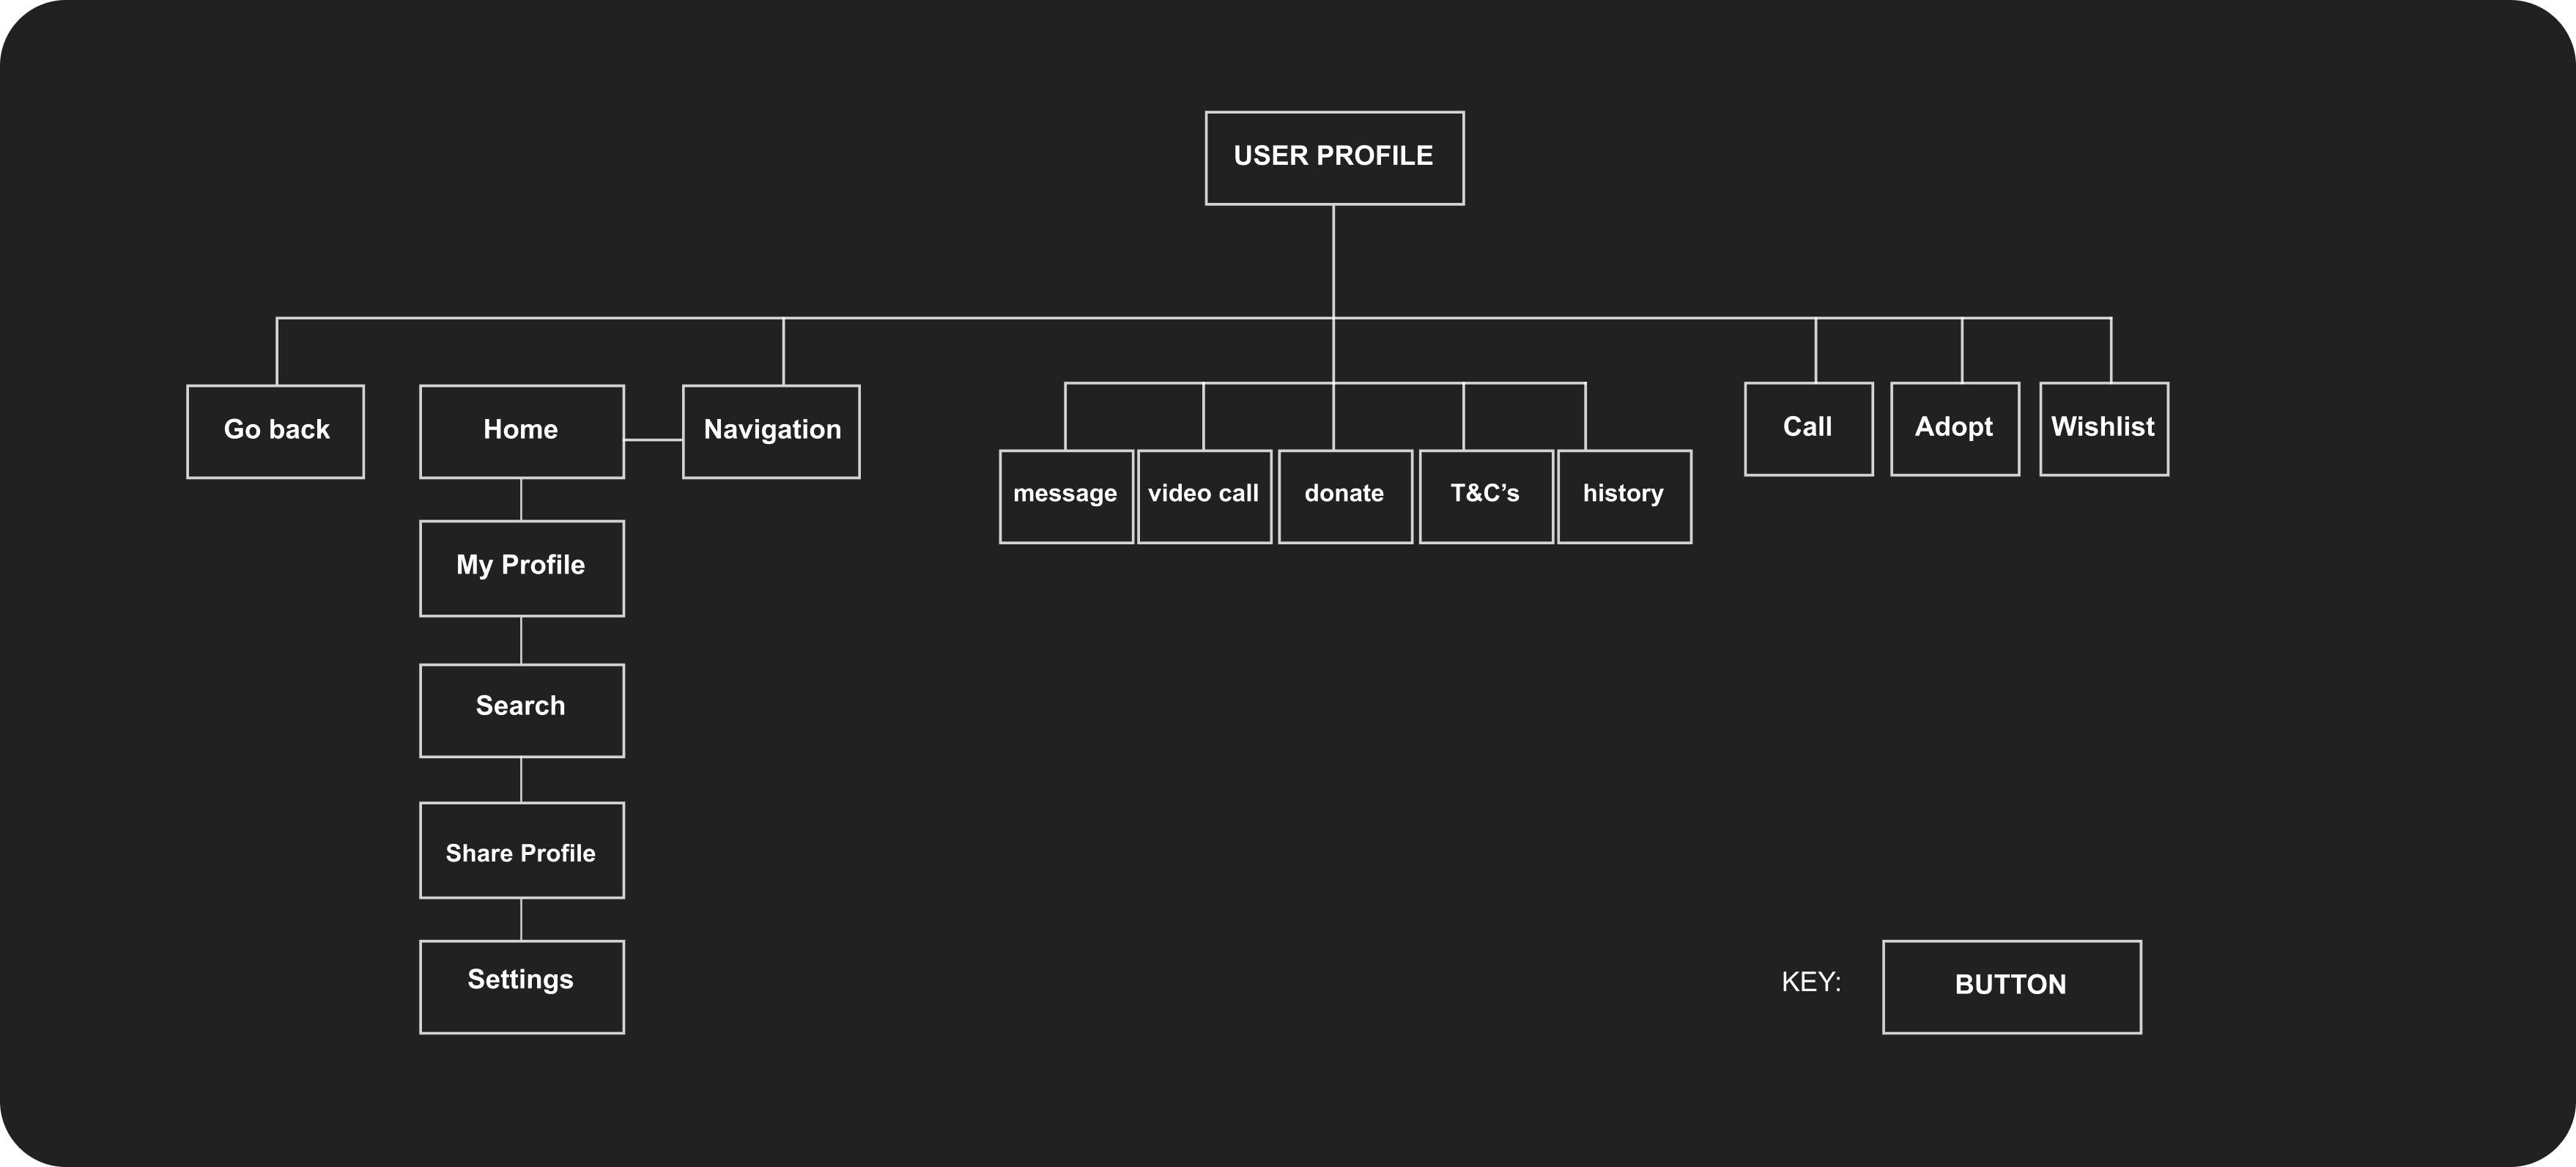 USER PROFILE
Go back
Home
Navigation
message
video call
donate
T&C’s
history
Call
Adopt
Wishlist
My Profile
Search
Share Profile
Settings
KEY:
BUTTON